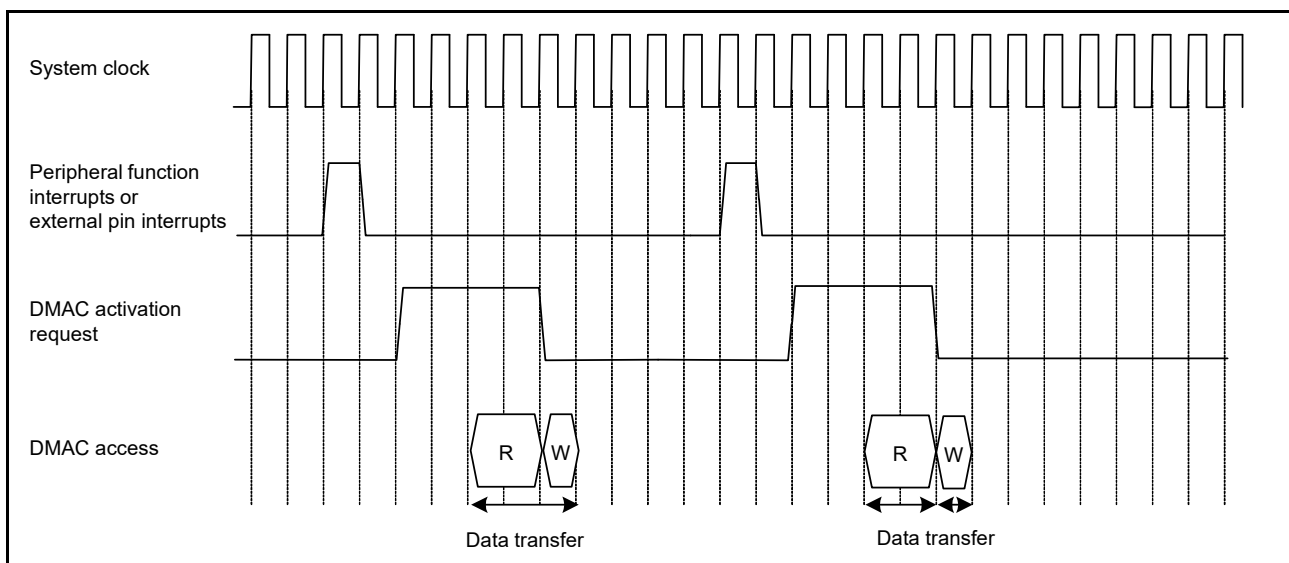 System clock
Peripheral function
interrupts or
external pin interrupts
DMAC activation
request
DMAC access
R
W
R
W
Data transfer
Data transfer